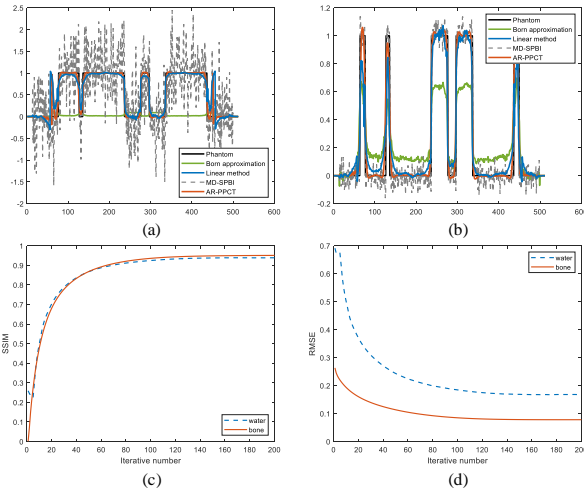 2.5
2
1.5
1
0.5
0
-0.5
-1
-1.5
-2
0 100 200 300 400 500 600
Phantom
Born approximation
Linear method
MD-SPBI
AR-PPCT
(a)
1.2
1
0.8
0.6
0.4
0.2
0
-0.2
0 100 200 300 400 500 600
Phantom
Born approximation
Linear method
MD-SPBI
AR-PPCT
(b)
1
0.9
0.8
0.7
0.6
0.5
0.4
0.3
0.2
0.1
0
SSIM
0 20 40 60 80 100 120 140 160 180 200
Iterative number
water
bone
(c)
0.7
0.6
0.5
0.4
0.3
0.2
0.1
0
RMSE
0 20 40 60 80 100 120 140 160 180 200
Iterative number
water
bone
(d)